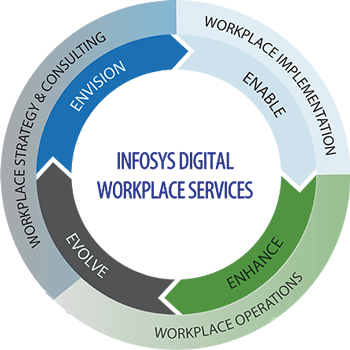 INFOSYS DIGITAL
WORKPLACE SERVICES
ENVISION
ENABLE
ENHANCE
EVOLVE
WORKPLACE STRATEGY & CONSULTING
WORKPLACE IMPLEMENTATION
WORKPLACE OPERATIONS